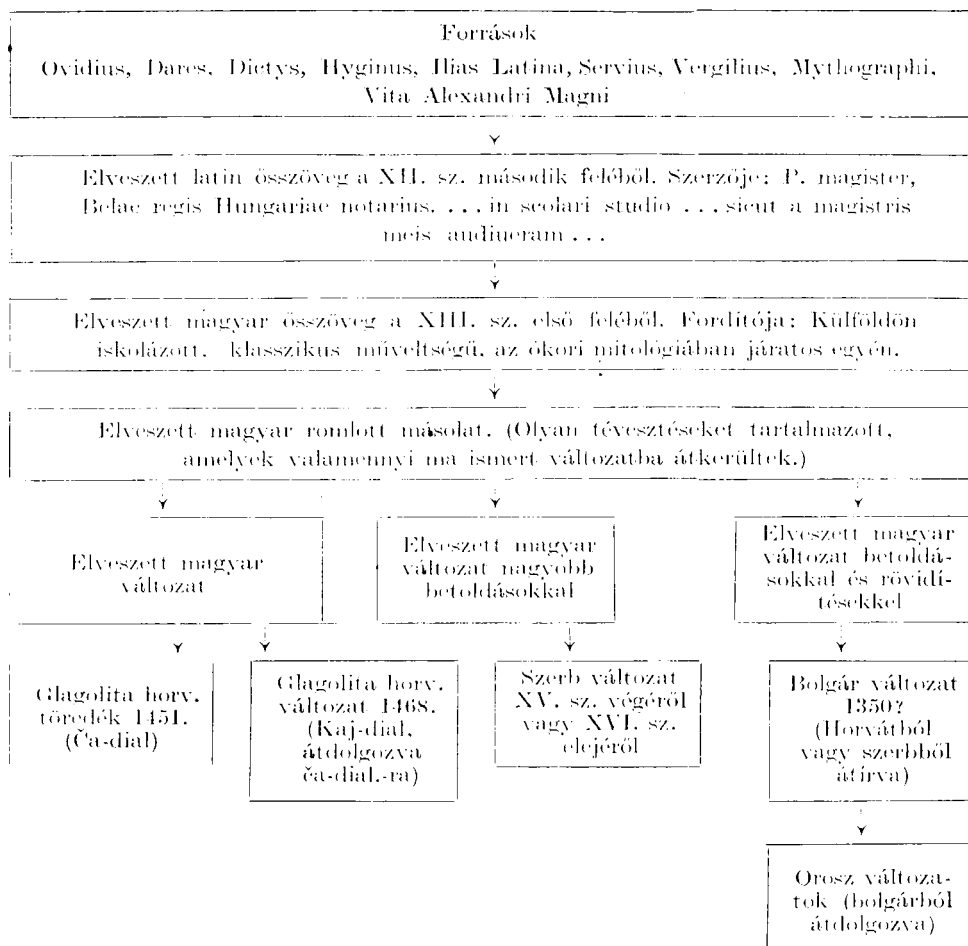 Források
Ovidius, Dares, Dictys, Hyginus, Ilias Latina, Servius, Vergilius, Mythographi,
Vita Alexandri Magni
Elveszett latin ősszöveg a XII. sz. második feléből. Szerzője: P. magister,
Belae regis Hungariae notarius. ... in scolari studio ... sicut a magistris
meis audiueram ...
Elveszett magyar ősszöveg a XIII. sz. első feléből. Fordítója: Külföldön
iskolázott, klasszikus műveltségű, az ókori mitológiában járatos egyén.
Elveszett magyar romlott másolat. (Olyan tévesztéseket tartalmazott,
amelyek valamennyi ma ismert változatba átkerültek.)
Elveszett magyar
változat
Elveszett magyar
változat nagyobb
betoldásokkal
Elveszett magyar
változat betoldá-
sokkal és rövidí-
tésekkel
Glagolita horv.
töredék 1451.
(Ča-dial)
Glagolita horv.
változat 1468.
(Kaj-dial,
átdolgozva
ča-dial.-ra)
Szerb változat
XV. sz. végéről
vagy XVI. sz.
elejéről
Bolgár változat
1350?
(Horvátból
vagy szerbből
átírva)
Orosz változa-
tok (bolgárból
átdolgozva)